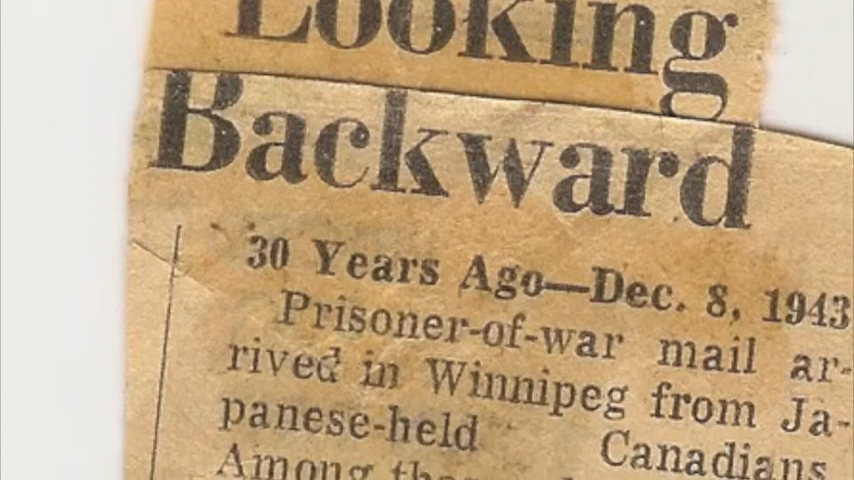 Looking
Backward
30 Years Ago—Dec. 8, 1943
Prisoner-of-war mail ar-
rived in Winnipeg from Ja-
panese-held Canadians
Among